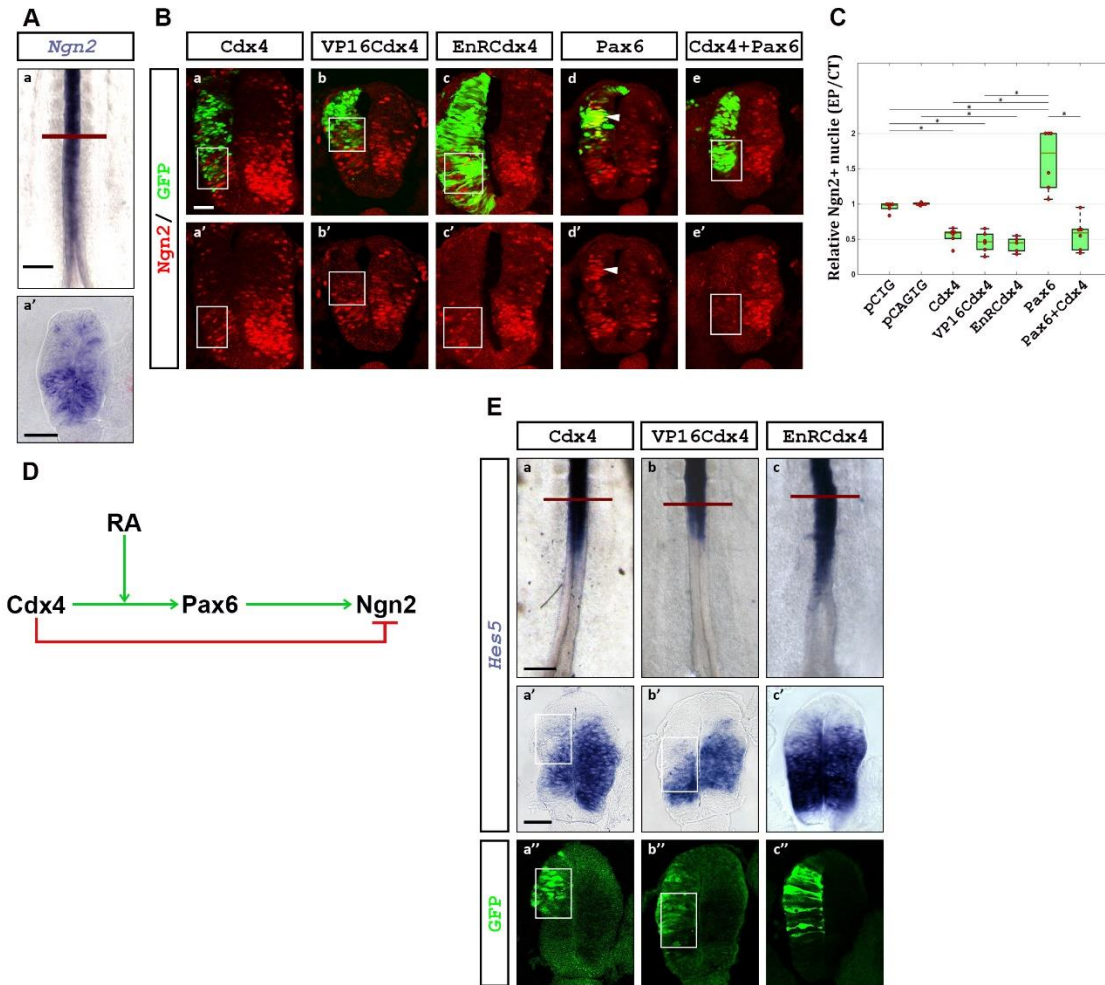 A
Ngn2
a
a’
B
Cdx4
VP16Cdx4
EnRCdx4
Pax6
Cdx4+Pax6
Ngn2/ GFP
a
b
c
d
e
a’
b’
c’
d’
e’
C
Relative Ngn2+ nuclie (EP/CT)
2
1.5
1
0.5
0
* 
*
*
*
*
*
*
pCIG
pCAGIG
Cdx4
VP16Cdx4
EnRCdx4
Pax6
Pax6+Cdx4
D
RA
Cdx4
Pax6
Ngn2
E
Cdx4
VP16Cdx4
EnRCdx4
Hes5
a
b
c
a’
b’
c’
GFP
a’’
b’’
c’’